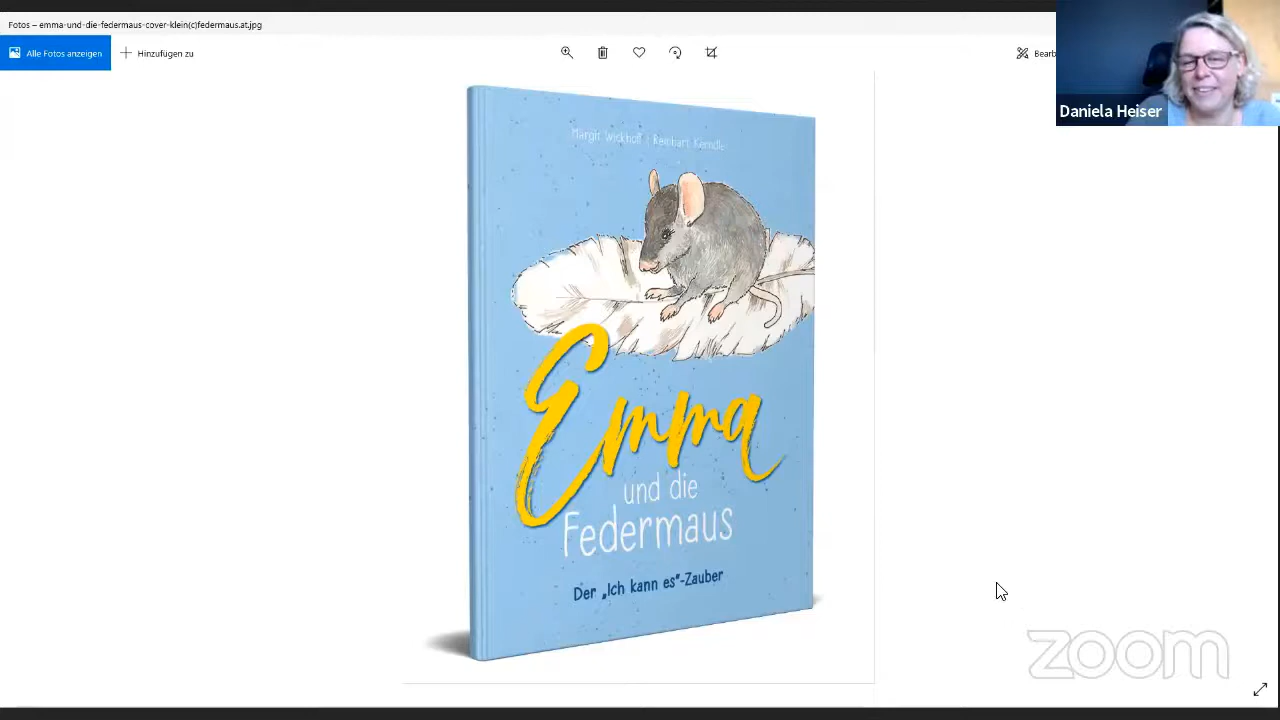 Fotos – emma-und-die-federmaus-cover-klein(c)federmaus.at.jpg
Alle Fotos anzeigen
Hinzufügen zu
Bearb
Daniela Heiser
Margit Wickhoff | Reinhart Kerndle
Emma
und die
Federmaus
Der „Ich kann es“-Zauber
zoom